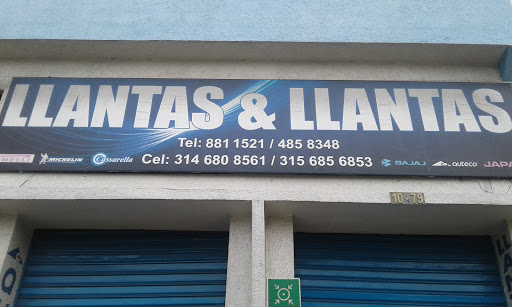 LLANTAS & LLANTAS
Tel: 881 1521 / 485 8348
Cel: 314 680 8561 / 315 685 6853
MICHELIN Cassarella BAJAJ auteco JAPA
10-79